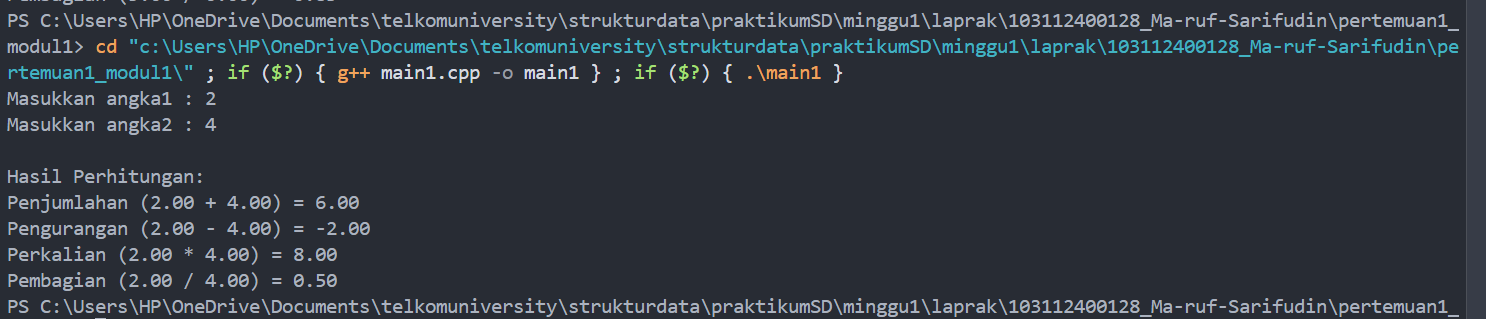 PS C:\Users\HP\OneDrive\Documents\telkomuniversity\strukturdata\praktikumSD\minggu1\laprak\103112400128_Ma-ruf-Sarifudin\pertemuan1_
modul1> cd "c:\Users\HP\OneDrive\Documents\telkomuniversity\strukturdata\praktikumSD\minggu1\laprak\103112400128_Ma-ruf-Sarifudin\pe
rtemuan1_modul1\" ; if ($?) { g++ main1.cpp -o main1 } ; if ($?) { .\main1 }
Masukkan angka1 : 2
Masukkan angka2 : 4
Hasil Perhitungan:
Penjumlahan (2.00 + 4.00) = 6.00
Pengurangan (2.00 - 4.00) = -2.00
Perkalian (2.00 * 4.00) = 8.00
Pembagian (2.00 / 4.00) = 0.50
PS C:\Users\HP\OneDrive\Documents\telkomuniversity\strukturdata\praktikumSD\minggu1\laprak\103112400128_Ma-ruf-Sarifudin\pertemuan1_